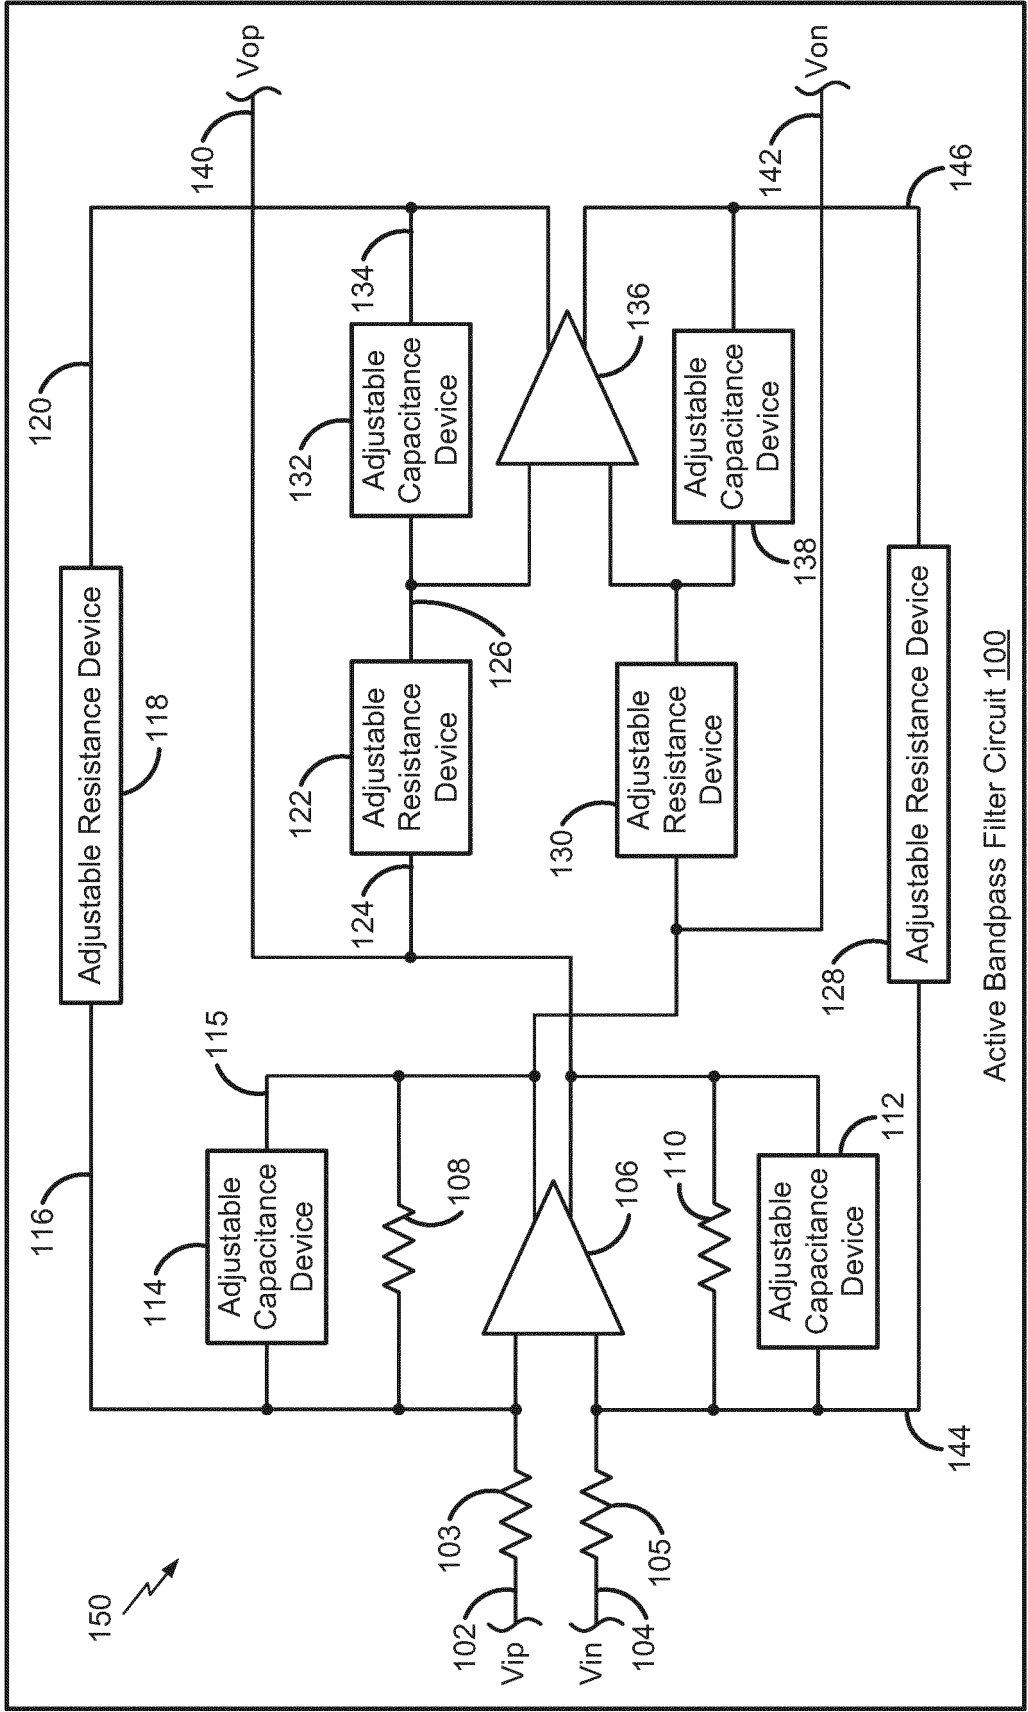 150
Vip
102
103
Vin
104
105
116
Adjustable Resistance Device
118
120
114
Adjustable
Capacitance
Device
115
108
106
110
Adjustable
Capacitance
Device
112
144
140
Vop
124
122
Adjustable
Resistance
Device
126
132
Adjustable
Capacitance
Device
134
136
130
Adjustable
Resistance
Device
Adjustable
Capacitance
Device
138
142
Von
128
Adjustable Resistance Device
146
Active Bandpass Filter Circuit 100